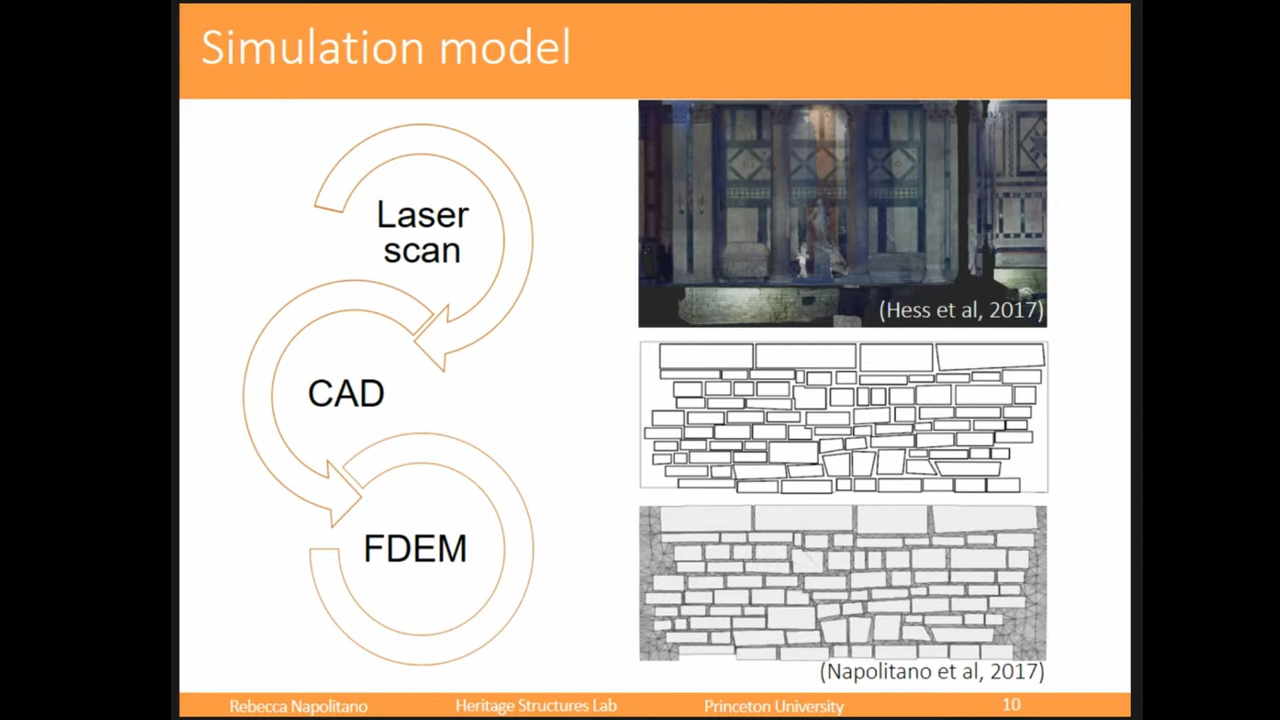 Simulation model
Laser
scan
CAD
FDEM
(Hess et al, 2017)
(Napolitano et al, 2017)
Rebecca Napolitano Heritage Structures Lab Princeton University 10